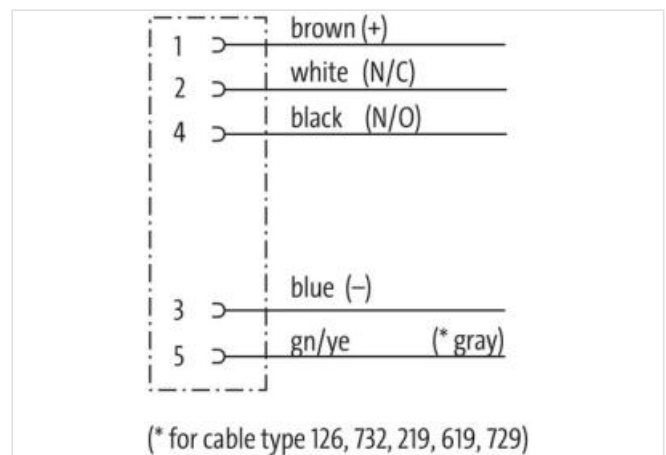 1 brown (+)
2 white (N/C)
4 black (N/O)
3 blue (–)
5 gn/ye (* gray)
(* for cable type 126, 732, 219, 619, 729)